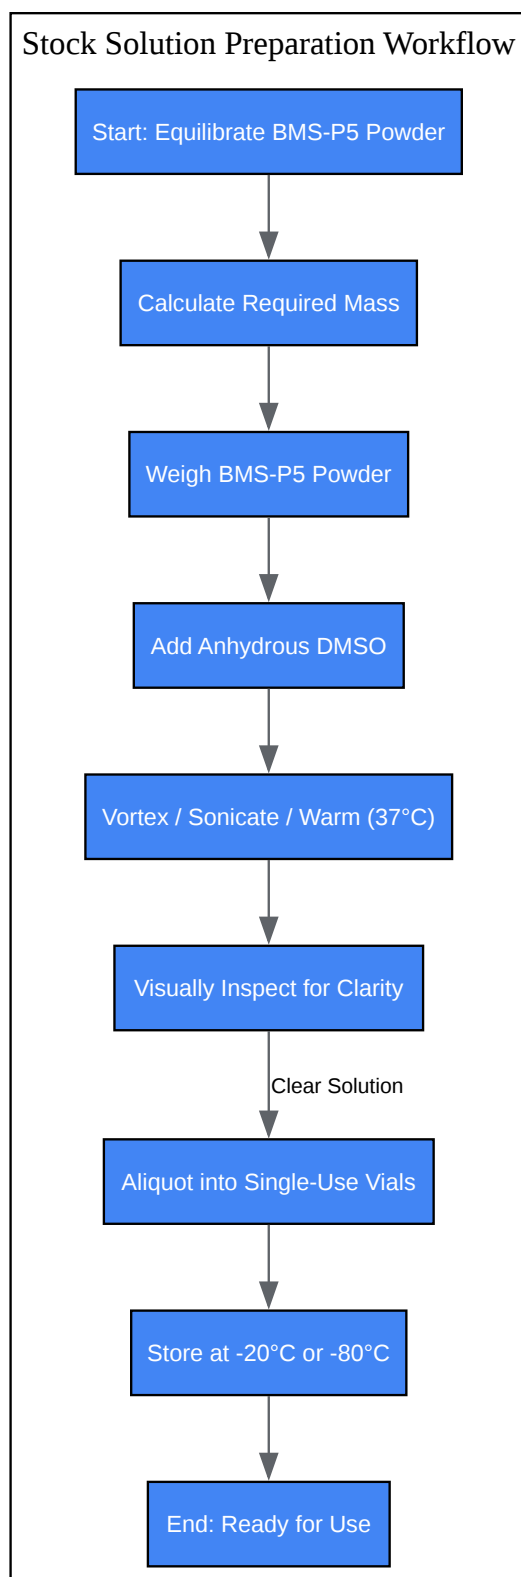 Stock Solution Preparation Workflow
Start: Equilibrate BMS-P5 Powder
Calculate Required Mass
Weigh BMS-P5 Powder
Add Anhydrous DMSO
Vortex / Sonicate / Warm (37°C)
Visually Inspect for Clarity
Clear Solution
Aliquot into Single-Use Vials
Store at -20°C or -80°C
End: Ready for Use